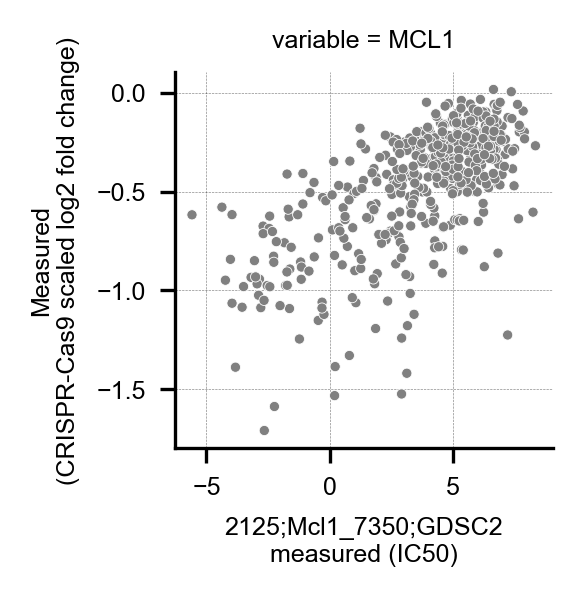 variable = MCL1
Measured
(CRISPR-Cas9 scaled log2 fold change)
0.0
−0.5
−1.0
−1.5
−5
0
5
2125;Mcl1_7350;GDSC2
measured (IC50)